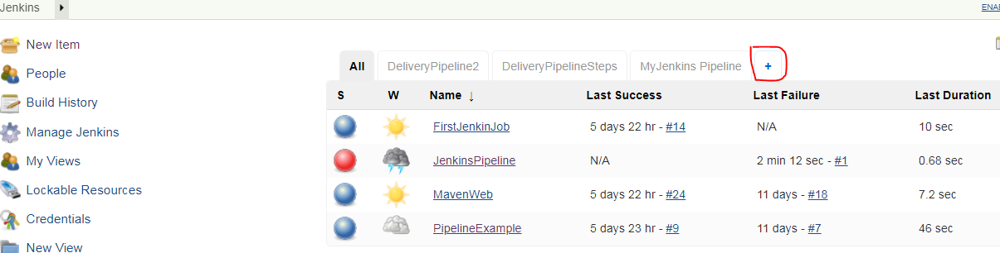 Jenkins
ENA
New Item
People
Build History
Manage Jenkins
My Views
Lockable Resources
Credentials
New View
All DeliveryPipeline2 DeliveryPipelineSteps MyJenkins Pipeline +
S W Name ↓ Last Success Last Failure Last Duration
FirstJenkinJob 5 days 22 hr - #14 N/A 10 sec
JenkinsPipeline N/A 2 min 12 sec - #1 0.68 sec
MavenWeb 5 days 22 hr - #24 11 days - #18 7.2 sec
PipelineExample 5 days 23 hr - #9 11 days - #7 46 sec